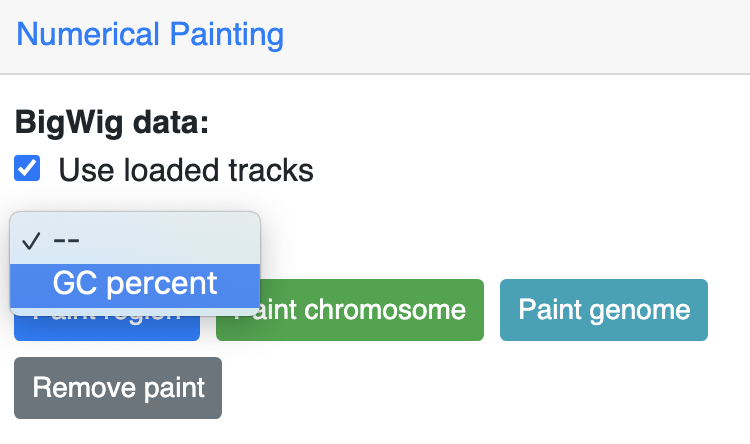 Numerical Painting
BigWig data:
Use loaded tracks
--
GC percent
Paint region Paint chromosome Paint genome
Remove paint